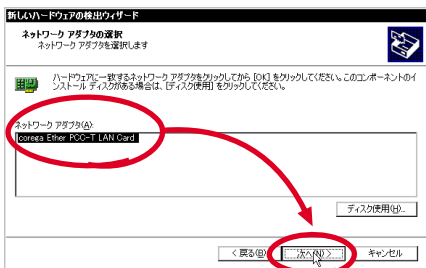 新しいハードウェアの検出ウィザード
ネットワーク アダプタの選択
ネットワーク アダプタを選択します
ハードウェアに一致するネットワーク アダプタをクリックしてから [OK] をクリックしてください。このコンポーネントのイ
ンストール ディスクがある場合は、[ディスク使用] をクリックしてください。
ネットワーク アダプタ(A):
corega Ether PCC-T LAN Card
ディスク使用(H)...
< 戻る(B)
次へ(N) >
キャンセル